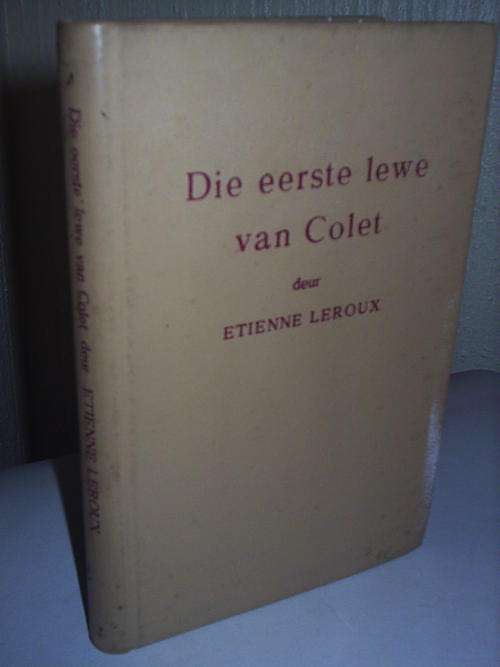 Die eerste lewe
van Colet
deur
ETIENNE LEROUX
Die eerste lewe van Colet deur ETIENNE LEROUX